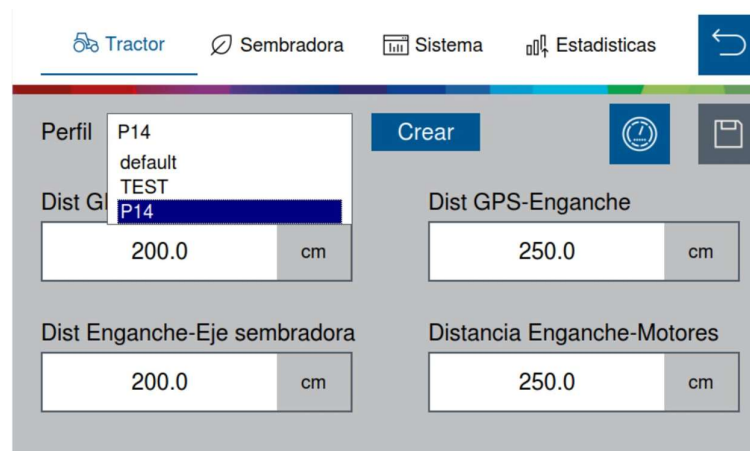 Tractor Sembradora Sistema Estadisticas
Perfil P14 Crear
default
TEST
P14
Dist G Dist GPS-Enganche
200.0 cm 250.0 cm
Dist Enganche-Eje sembradora Distancia Enganche-Motores
200.0 cm 250.0 cm